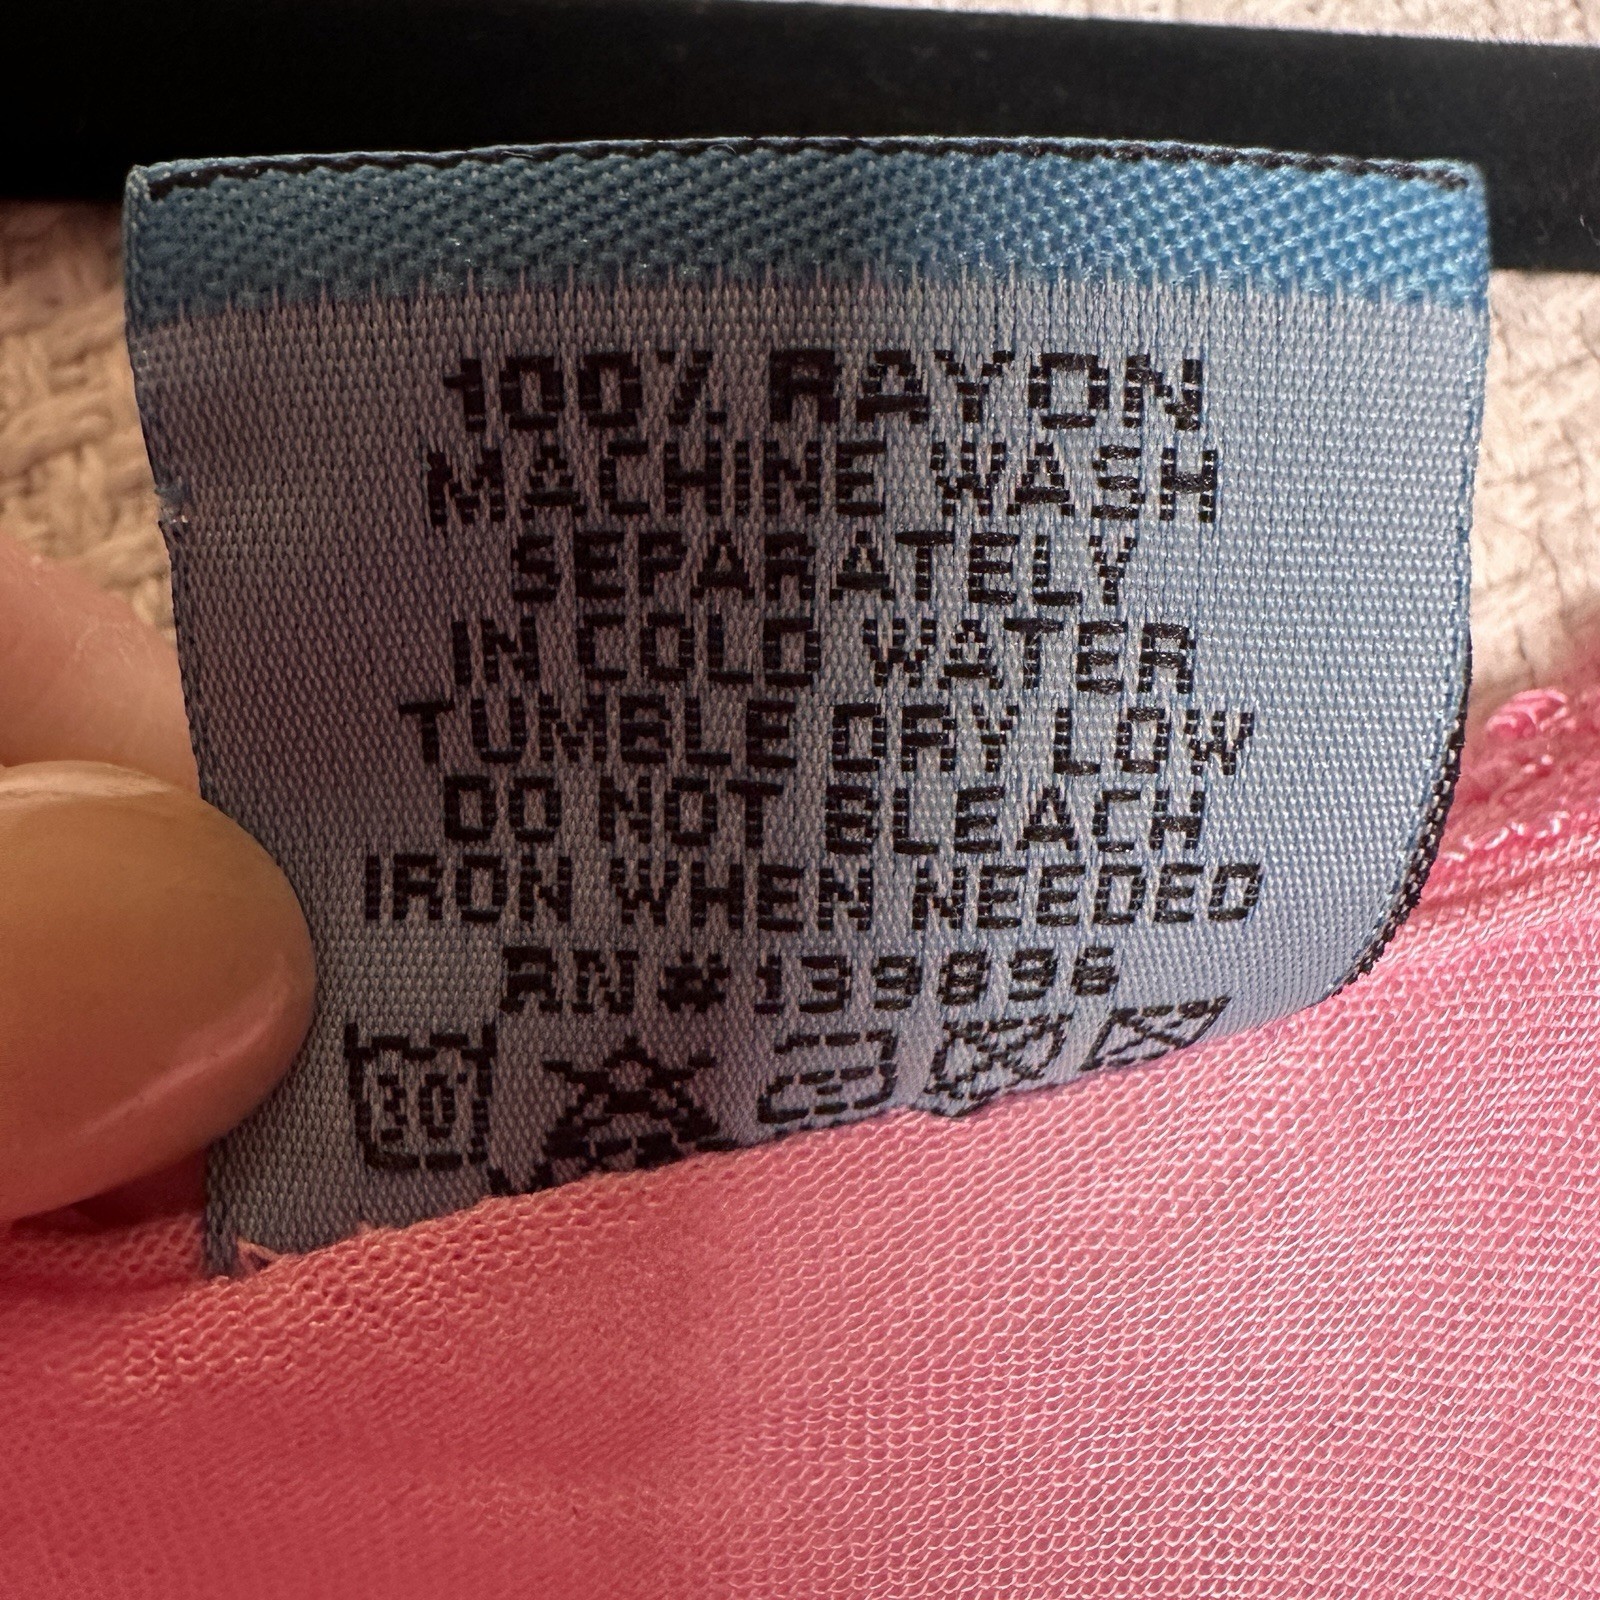 100% RAYON
MACHINE WASH
SEPARATELY
IN COLD WATER
TUMBLE DRY LOW
DO NOT BLEACH
IRON WHEN NEEDED
RN #
30